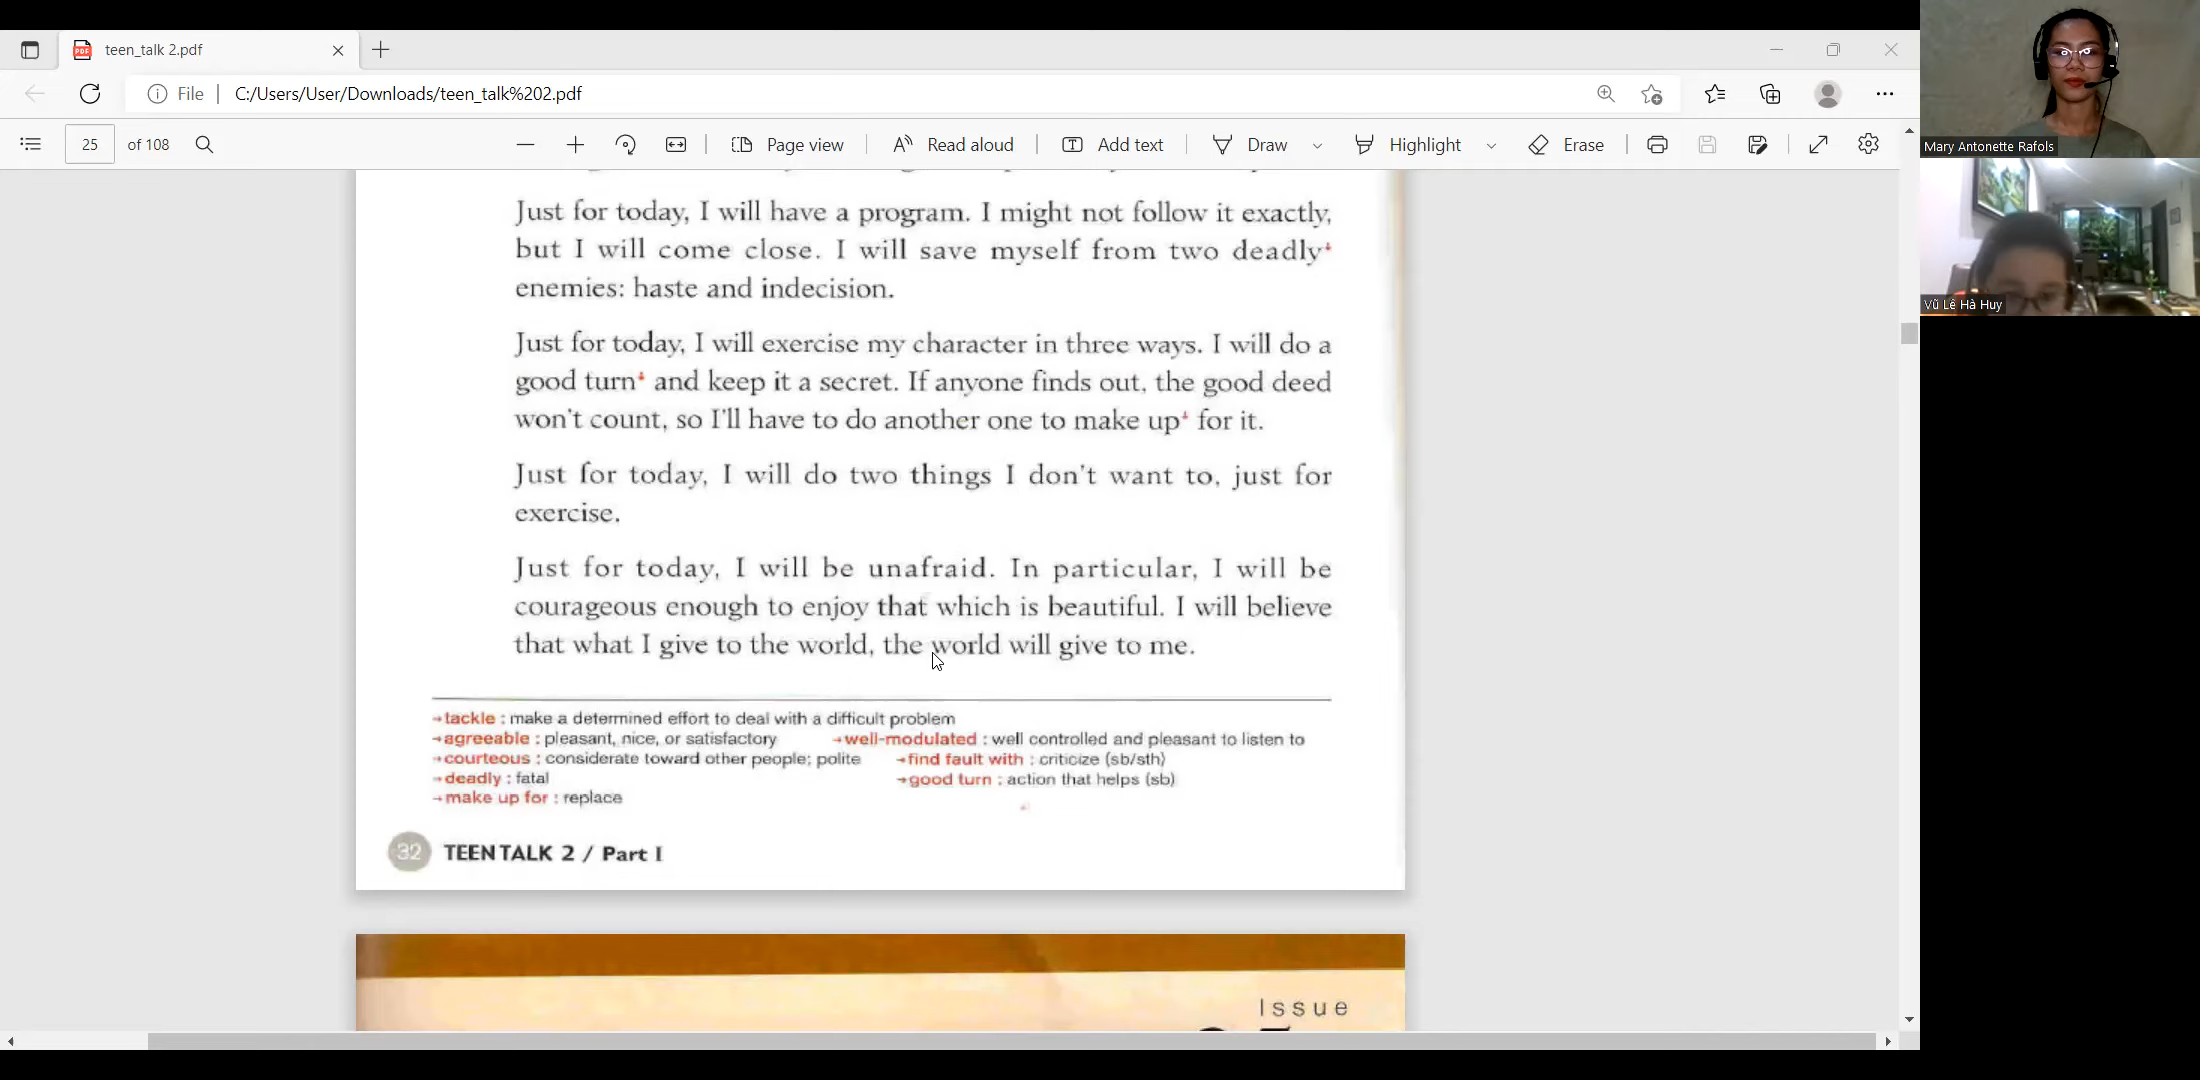 teen_talk 2.pdf
File
C:/Users/User/Downloads/teen_talk%202.pdf
25 of 108
Page view
Read aloud
Add text
Draw
Highlight
Erase
Mary Antonette Rafols
Vũ Lê Hà Huy
Just for today, I will have a program. I might not follow it exactly,
but I will come close. I will save myself from two deadly
enemies: haste and indecision.
Just for today, I will exercise my character in three ways. I will do a
good turn and keep it a secret. If anyone finds out, the good deed
won't count, so I'll have to do another one to make up for it.
Just for today, I will do two things I don't want to, just for
exercise.
Just for today, I will be unafraid. In particular, I will be
courageous enough to enjoy that which is beautiful. I will believe
that what I give to the world, the world will give to me.
→tackle : make a determined effort to deal with a difficult problem
→agreeable : pleasant, nice, or satisfactory →well-modulated : well controlled and pleasant to listen to
→courteous : considerate toward other people; polite →find fault with : criticize (sb/sth)
→deadly : fatal →good turn : action that helps (sb)
→make up for : replace
32 TEEN TALK 2 / Part I
Issue